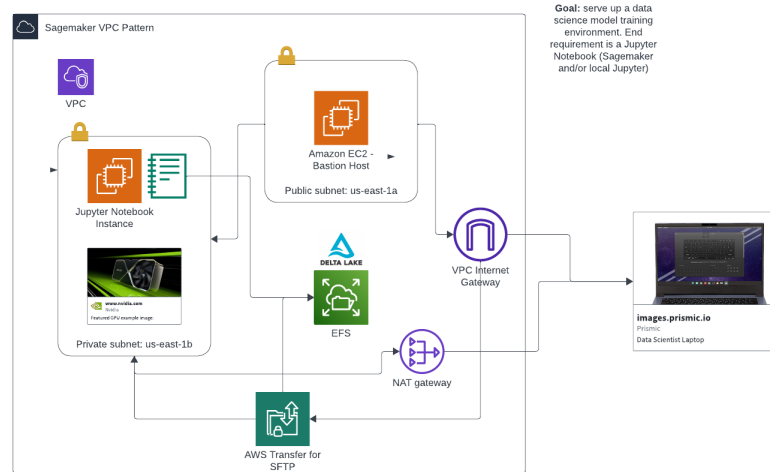 Sagemaker VPC Pattern
Goal: serve up a data
science model training
environment. End
requirement is a Jupyter
Notebook (Sagemaker
and/or local Jupyter)
VPC
Amazon EC2 -
Bastion Host
Public subnet: us-east-1a
Jupyter Notebook
Instance
www.nvidia.com
Nvidia
Featured GPU example image
Private subnet: us-east-1b
DELTA LAKE
EFS
VPC Internet
Gateway
NAT gateway
AWS Transfer for
SFTP
images.prismic.io
Prismic
Data Scientist Laptop